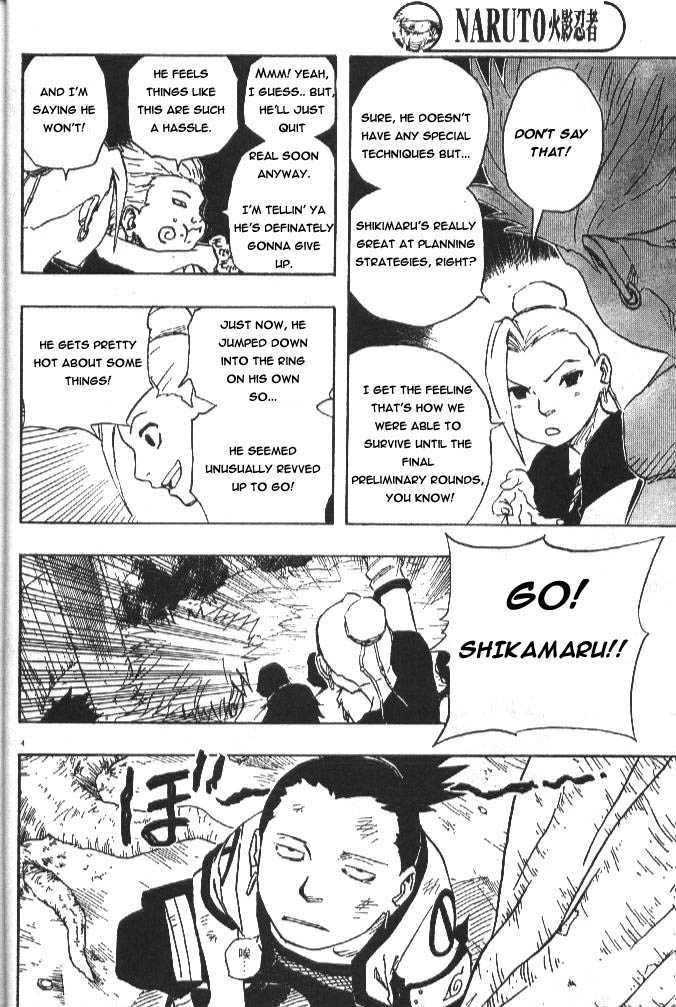 NARUTO火影忍者
DON'T SAY
THAT!
SURE, HE DOESN'T
HAVE ANY SPECIAL
TECHNIQUES BUT...
SHIKIMARU'S REALLY
GREAT AT PLANNING
STRATEGIES, RIGHT?
I GET THE FEELING
THAT'S HOW WE
WERE ABLE TO
SURVIVE UNTIL THE
FINAL
PRELIMINARY ROUNDS,
YOU KNOW!
MMM! YEAH,
I GUESS.. BUT,
HE'LL JUST
QUIT
REAL SOON
ANYWAY.
I'M TELLIN' YA
HE'S DEFINATELY
GONNA GIVE
UP.
HE FEELS
THINGS LIKE
THIS ARE SUCH
A HASSLE.
AND I'M
SAYING HE
WON'T!
JUST NOW, HE
JUMPED DOWN
INTO THE RING
ON HIS OWN
SO...
HE SEEMED
UNUSUALLY REVVED
UP TO GO!
HE GETS PRETTY
HOT ABOUT SOME
THINGS!
GO!
SHIKAMARU!!
4
ぼ